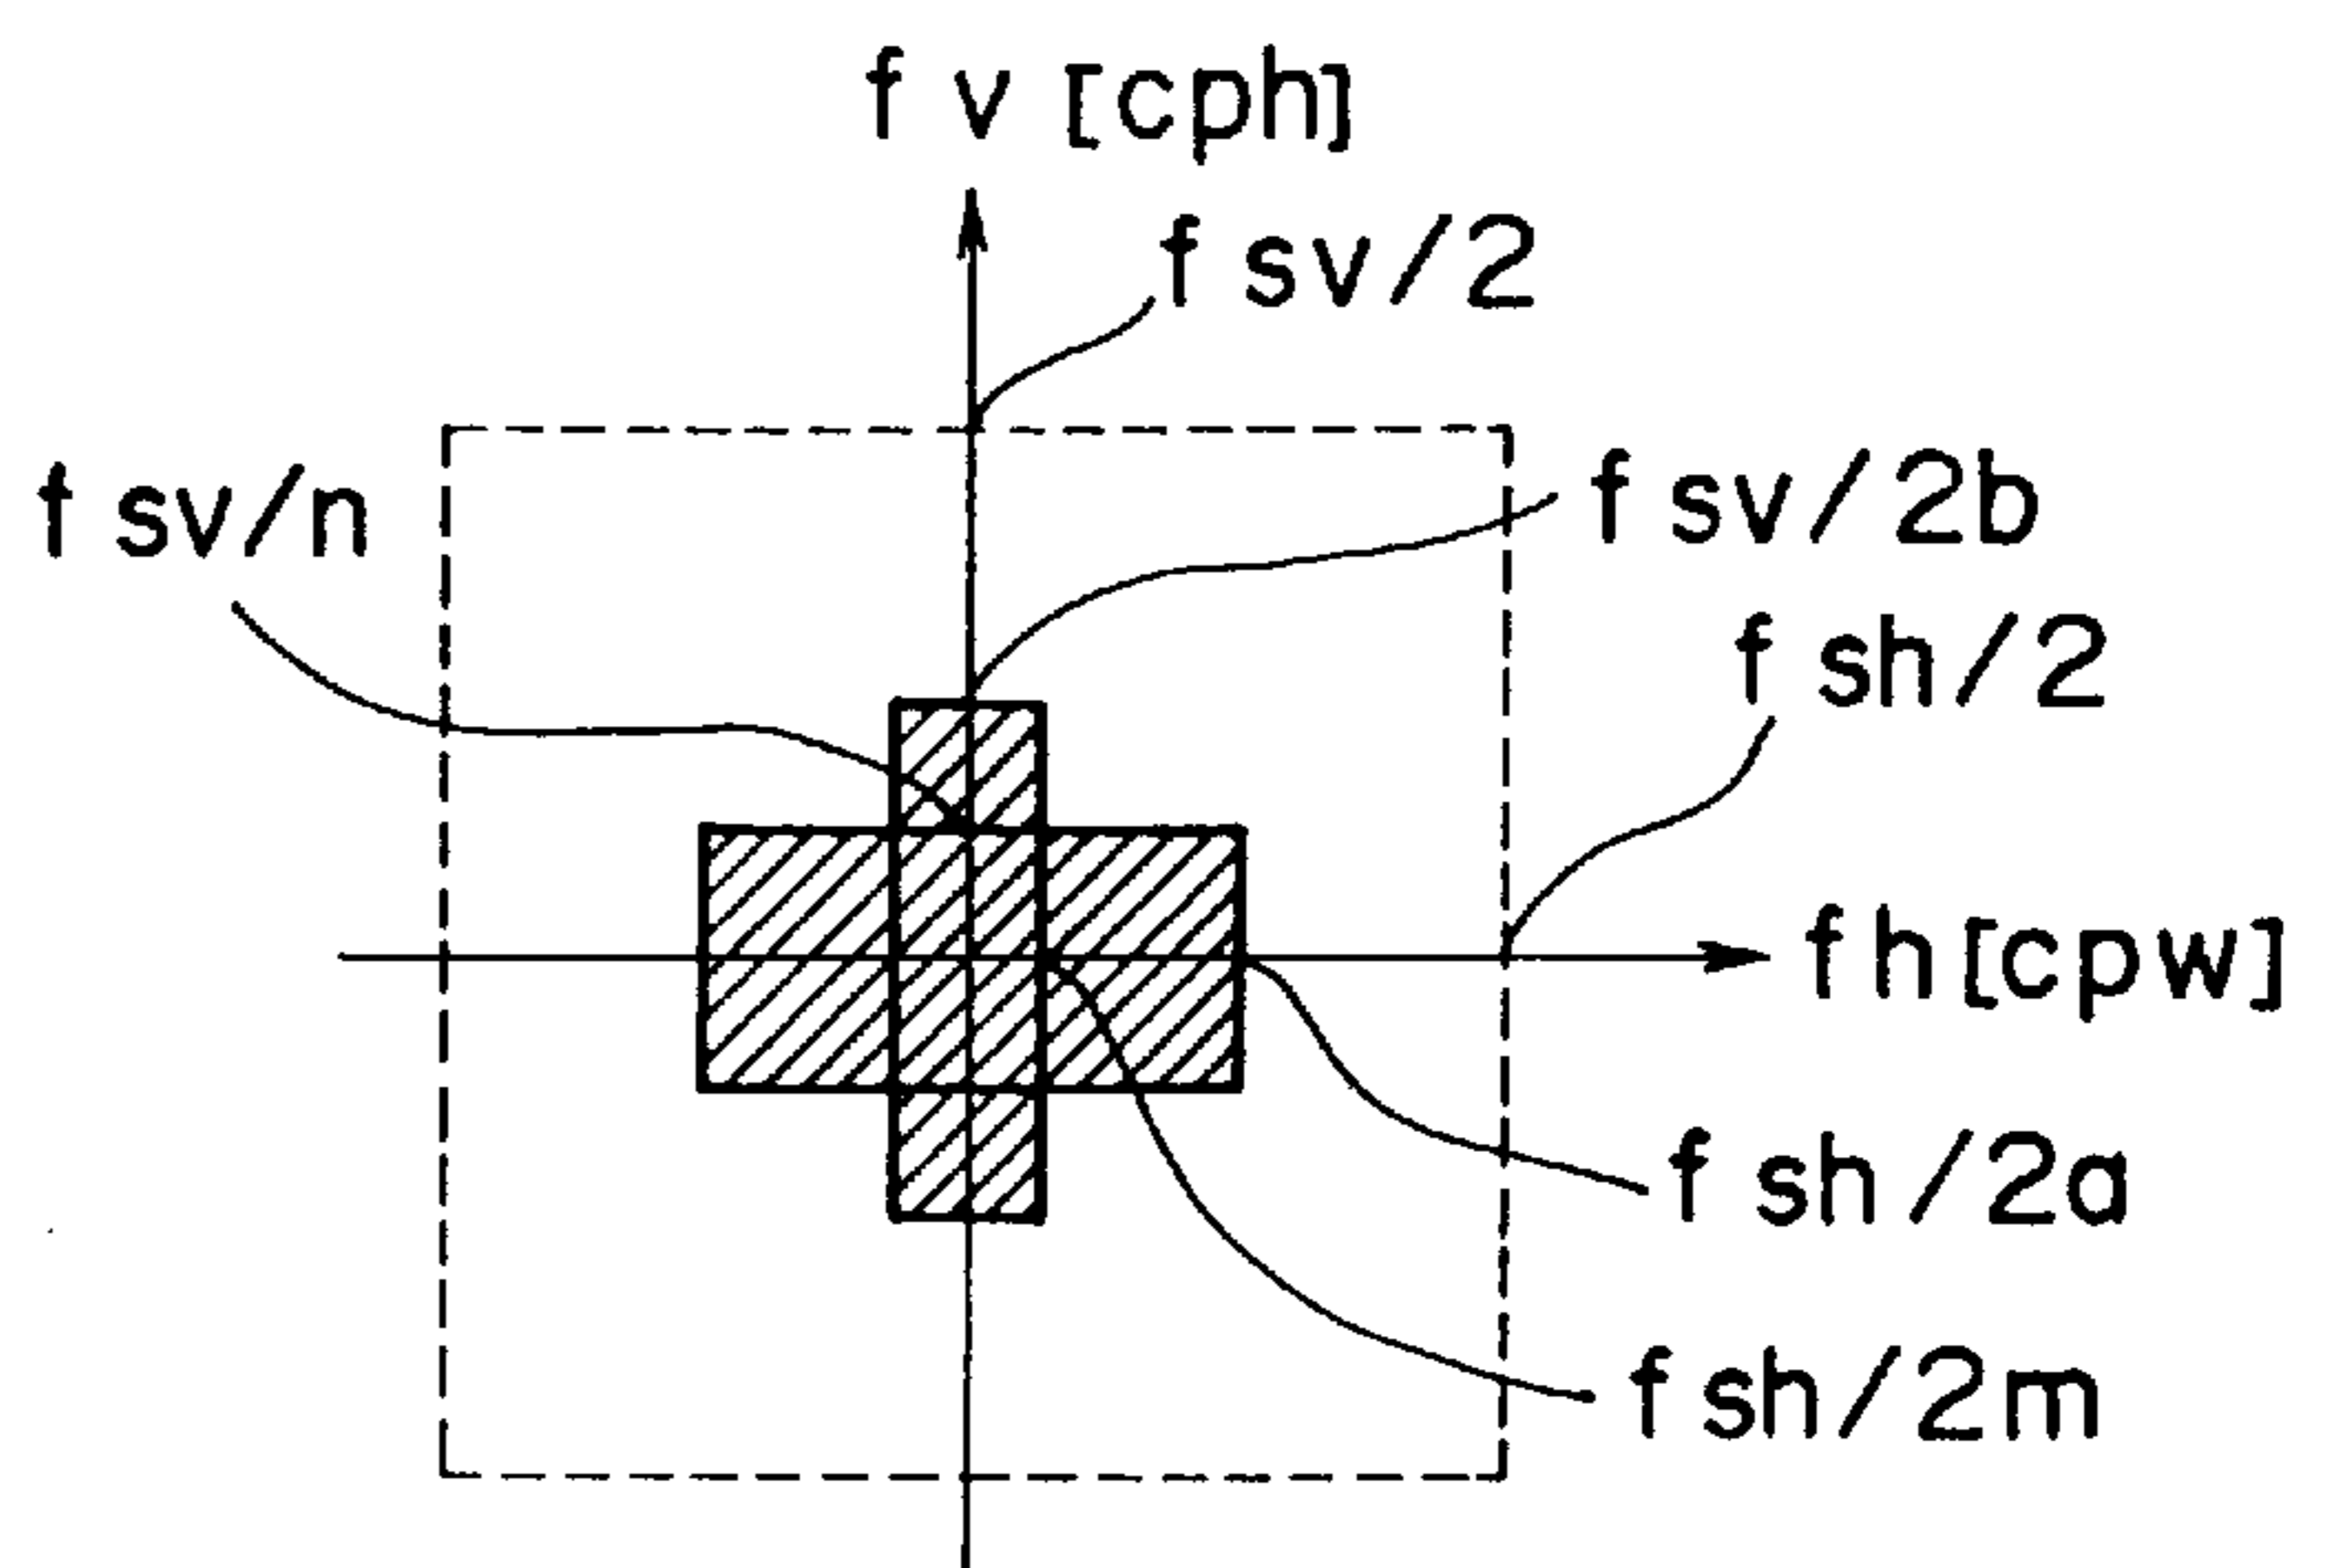 f v [cph]
f sv/2
f sv/n
f sv/2b
f sh/2
f h [cpw]
f sh/2a
f sh/2m